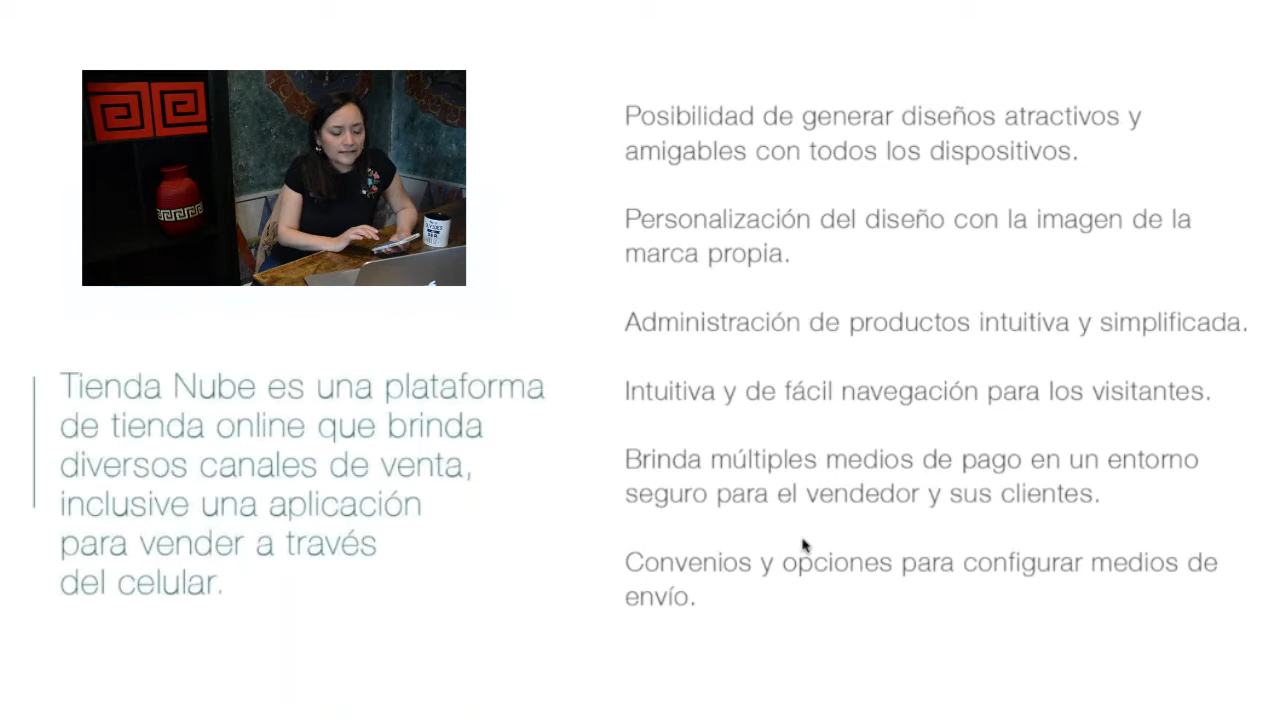 Tienda Nube es una plataforma
de tienda online que brinda
diversos canales de venta,
inclusive una aplicación
para vender a través
del celular.
Posibilidad de generar diseños atractivos y
amigables con todos los dispositivos.
Personalización del diseño con la imagen de la
marca propia.
Administración de productos intuitiva y simplificada.
Intuitiva y de fácil navegación para los visitantes.
Brinda múltiples medios de pago en un entorno
seguro para el vendedor y sus clientes.
Convenios y opciones para configurar medios de
envío.